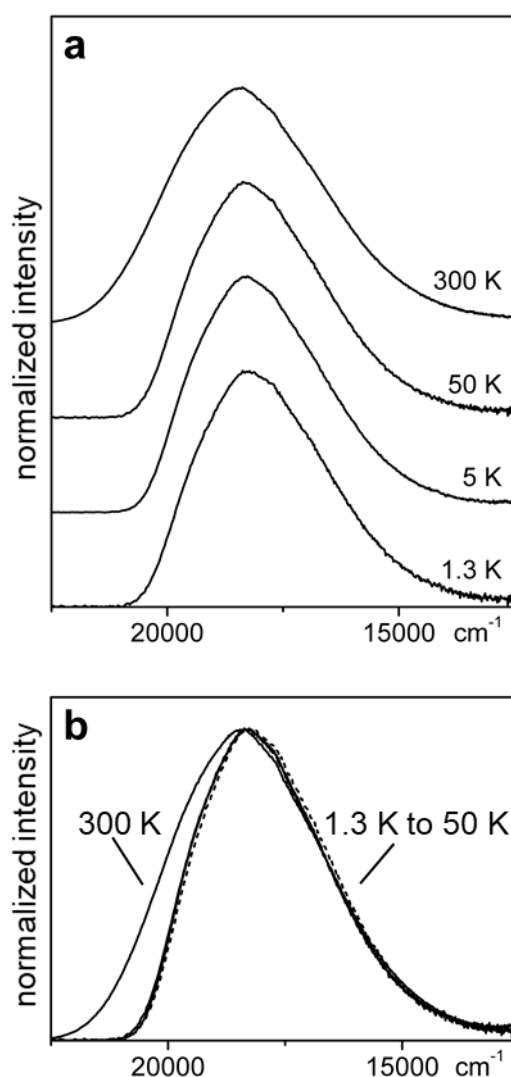 a
normalized intensity
300 K
50 K
5 K
1.3 K
20000 15000 cm⁻¹
b
normalized intensity
300 K
1.3 K to 50 K
20000 15000 cm⁻¹